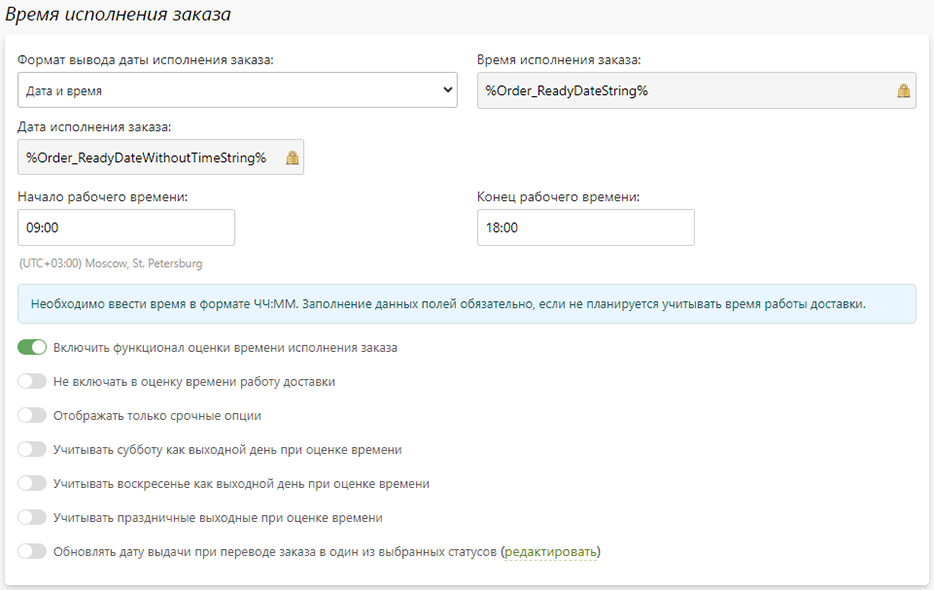 Время исполнения заказа
Формат вывода даты исполнения заказа:
Время исполнения заказа:
Дата и время
%Order_ReadyDateString%
Дата исполнения заказа:
%Order_ReadyDateWithoutTimeString%
Начало рабочего времени:
Конец рабочего времени:
09:00
18:00
(UTC+03:00) Moscow, St. Petersburg
Необходимо ввести время в формате ЧЧ:ММ. Заполнение данных полей обязательно, если не планируется учитывать время работы доставки.
Включить функционал оценки времени исполнения заказа
Не включать в оценку времени работу доставки
Отображать только срочные опции
Учитывать субботу как выходной день при оценке времени
Учитывать воскресенье как выходной день при оценке времени
Учитывать праздничные выходные при оценке времени
Обновлять дату выдачи при переводе заказа в один из выбранных статусов (редактировать)